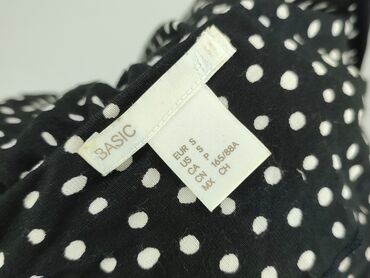 BASIC
EUR S
US S
CA P
CN 165/88A
MX CH